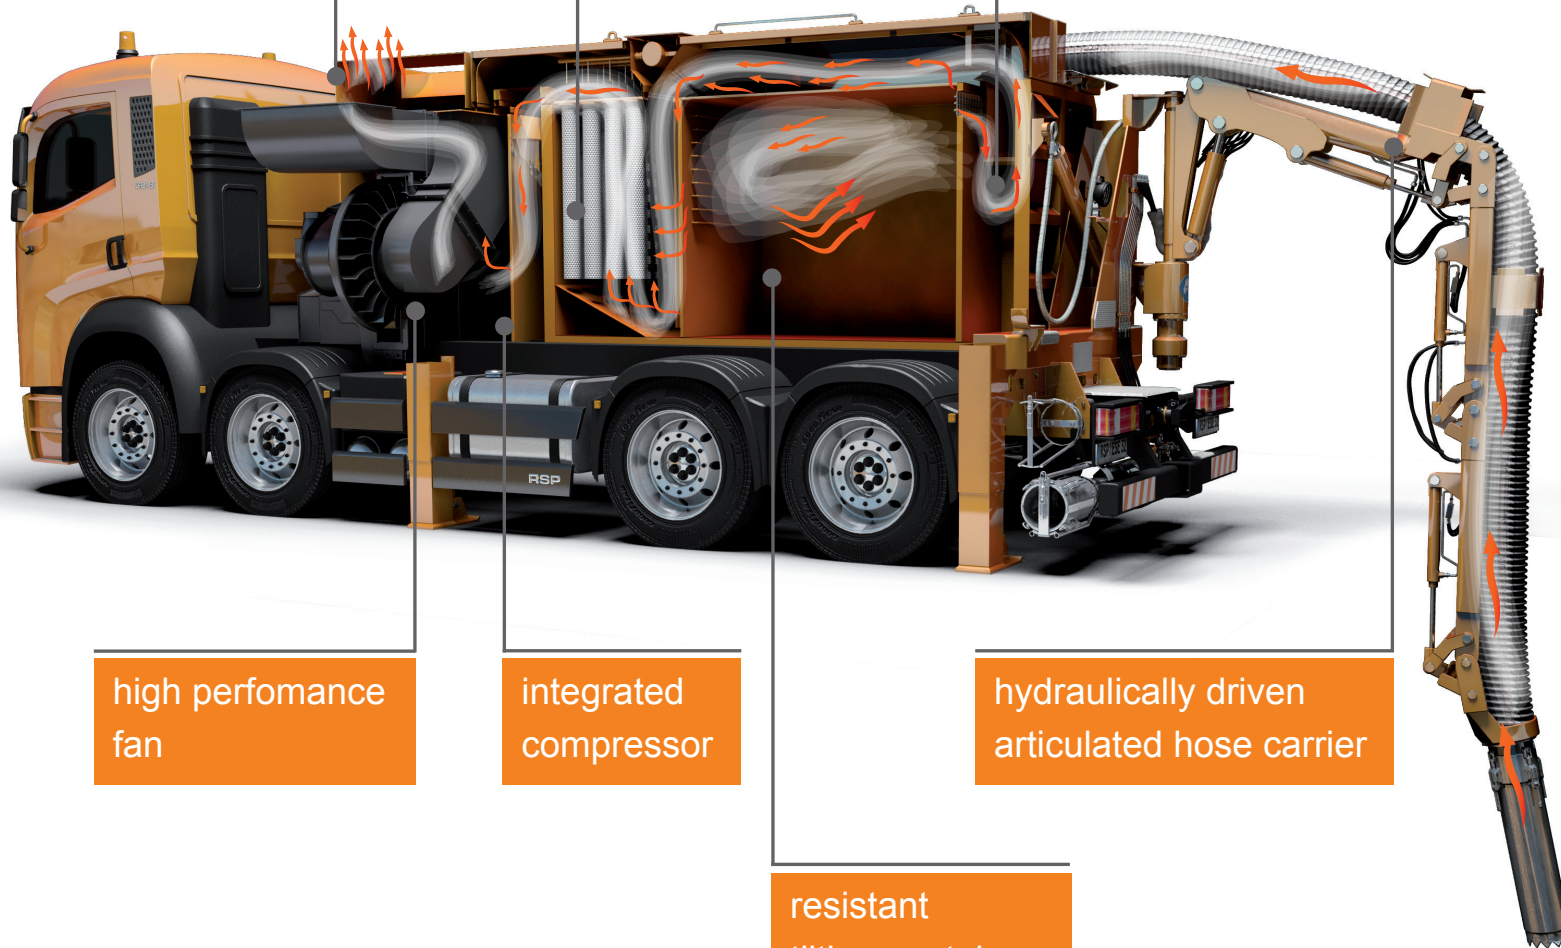 RSP
high perfomance
fan
integrated
compressor
hydraulically driven
articulated hose carrier
resistant